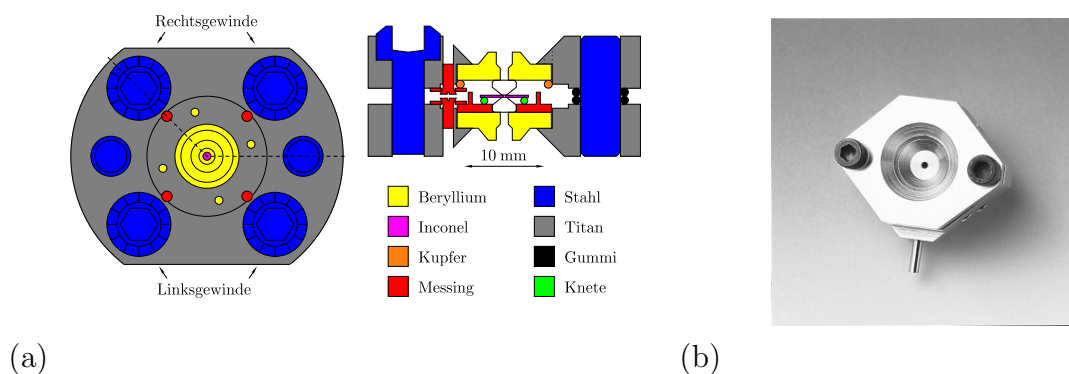 Rechtsgewinde
Linksgewinde
10 mm
Beryllium
Inconel
Kupfer
Messing
Stahl
Titan
Gummi
Knete
(a)
(b)